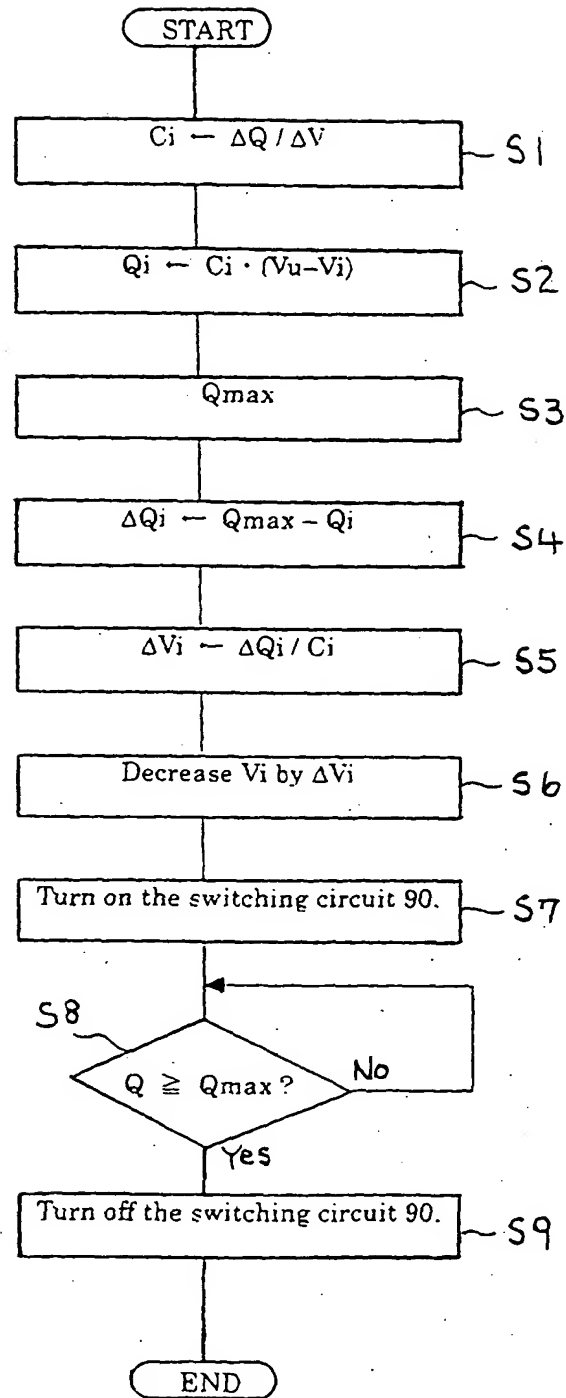 START
Ci ← ΔQ / ΔV
S1
Qi ← Ci · (Vu–Vi)
S2
Qmax
S3
ΔQi ← Qmax – Qi
S4
ΔVi ← ΔQi / Ci
S5
Decrease Vi by ΔVi
S6
Turn on the switching circuit 90.
S7
S8
Q ≧ Qmax ?
No
Yes
Turn off the switching circuit 90.
S9
END